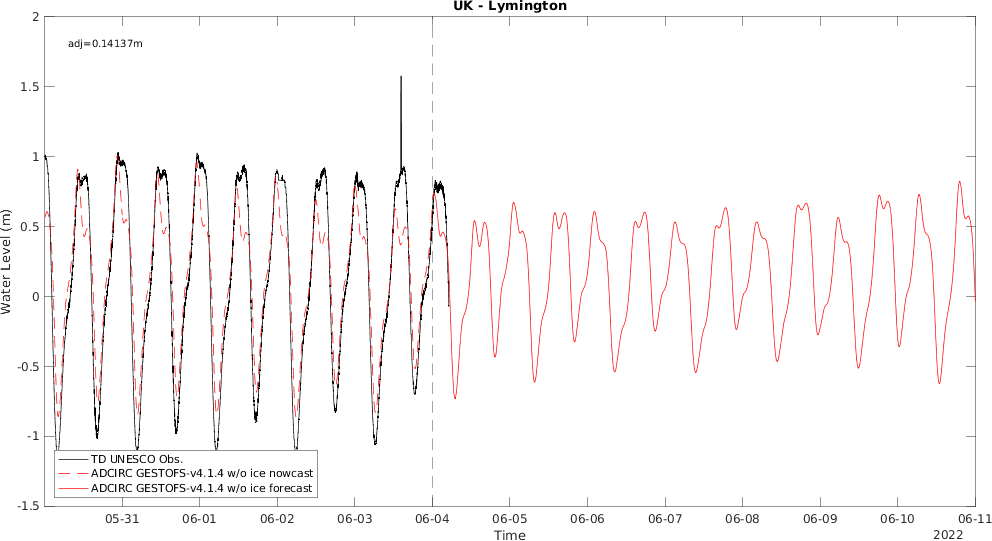 UK - Lymington
adj=0.14137m
Water Level (m)
2
1.5
1
0.5
0
-0.5
-1
-1.5
TD UNESCO Obs.
ADCIRC GESTOFS-v4.1.4 w/o ice nowcast
ADCIRC GESTOFS-v4.1.4 w/o ice forecast
05-31 06-01 06-02 06-03 06-04 06-05 06-06 06-07 06-08 06-09 06-10 06-11
Time
2022